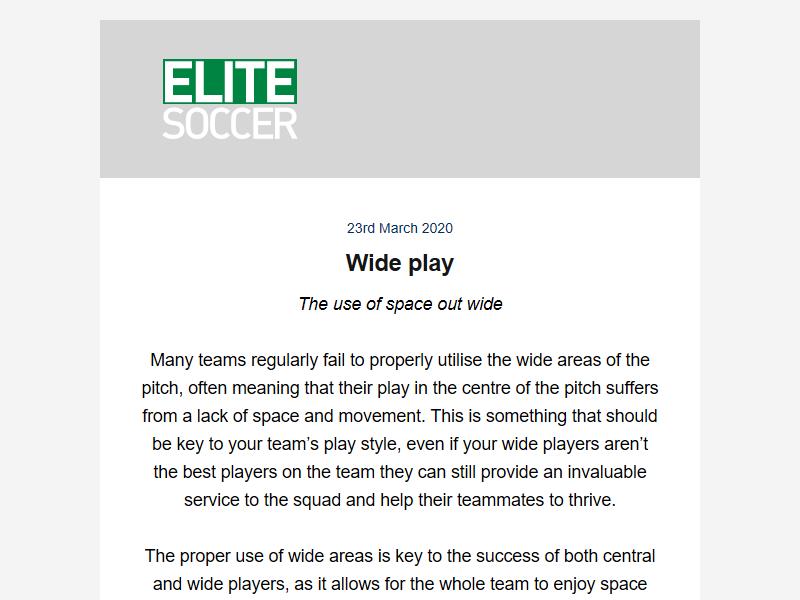 ELITE
SOCCER
23rd March 2020
Wide play
The use of space out wide
Many teams regularly fail to properly utilise the wide areas of the
pitch, often meaning that their play in the centre of the pitch suffers
from a lack of space and movement. This is something that should
be key to your team’s play style, even if your wide players aren’t
the best players on the team they can still provide an invaluable
service to the squad and help their teammates to thrive.
The proper use of wide areas is key to the success of both central
and wide players, as it allows for the whole team to enjoy space